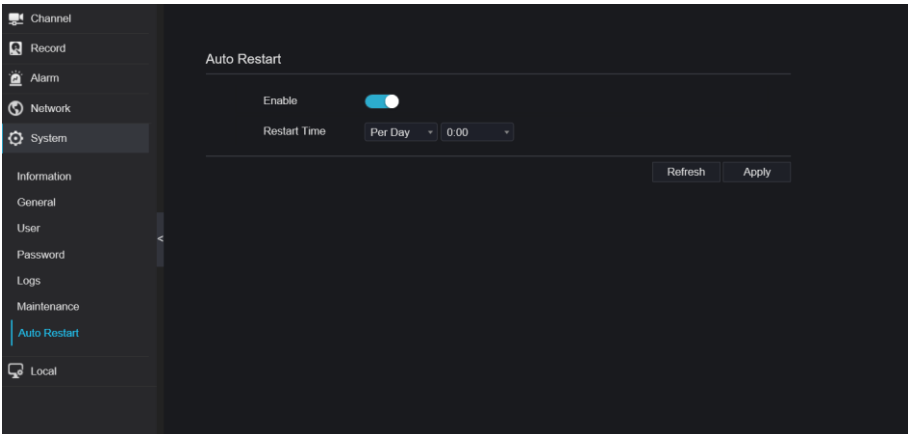 Channel
Record
Alarm
Network
System
Information
General
User
Password
Logs
Maintenance
Auto Restart
Local
<
Auto Restart
Enable
Restart Time Per Day 0:00
Refresh Apply